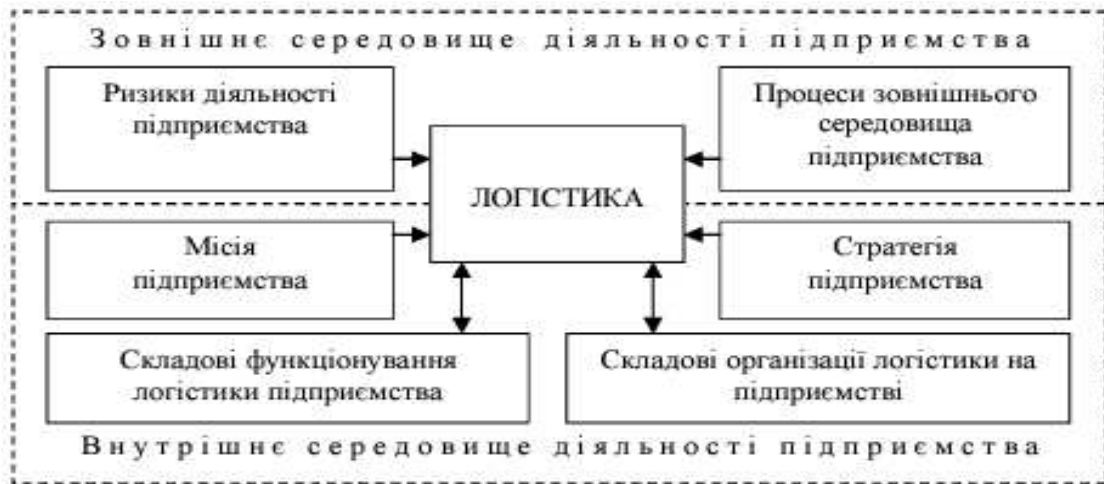 Зовнішнє середовище діяльності підприємства
Ризики діяльності
підприємства
Процеси зовнішнього
середовища
підприємства
ЛОГІСТИКА
Місія
підприємства
Стратегія
підприємства
Складові функціонування
логістики підприємства
Складові організації логістики на
підприємстві
Внутрішнє середовище діяльності підприємства